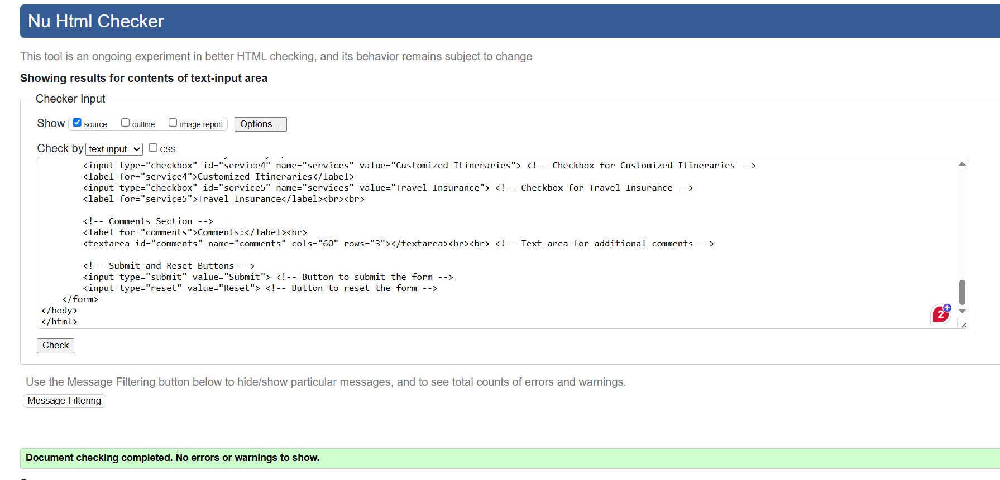 Nu Html Checker
This tool is an ongoing experiment in better HTML checking, and its behavior remains subject to change
Showing results for contents of text-input area
Checker Input
Show source outline image report Options...
Check by text input CSS
<input type="checkbox" id="service4" name="services" value="Customized Itineraries"> <!-- Checkbox for Customized Itineraries -->
<label for="service4">Customized Itineraries</label>
<input type="checkbox" id="service5" name="services" value="Travel Insurance"> <!-- Checkbox for Travel Insurance -->
<label for="service5">Travel Insurance</label><br><br>
<!-- Comments Section -->
<label for="comments">Comments:</label><br>
<textarea id="comments" name="comments" cols="60" rows="3"></textarea><br><br> <!-- Text area for additional comments -->
<!-- Submit and Reset Buttons -->
<input type="submit" value="Submit"> <!-- Button to submit the form -->
<input type="reset" value="Reset"> <!-- Button to reset the form -->
</form>
</body>
2+
</html>
Check
Use the Message Filtering button below to hide/show particular messages, and to see total counts of errors and warnings.
Message Filtering
Document checking completed. No errors or warnings to show.